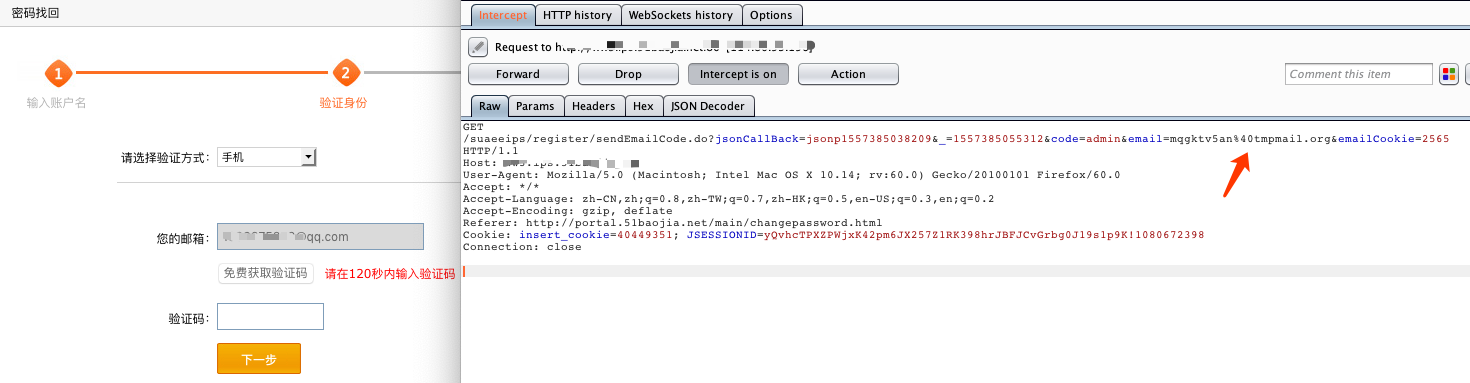 密码找回
1
2
输入账户名
验证身份
请选择验证方式:
手机
您的邮箱:
@qq.com
免费获取验证码
请在120秒内输入验证码
验证码:
下一步
Intercept
HTTP history
WebSockets history
Options
Request to
Forward
Drop
Intercept is on
Action
Comment this item
Raw
Params
Headers
Hex
JSON Decoder
GET
/suaeeips/register/sendEmailCode.do?jsonCallBack=jsonp1557385038209&_=1557385055312&code=admin&email=mqgktv5an%40tmpmail.org&emailCookie=2565
HTTP/1.1
Host:
User-Agent: Mozilla/5.0 (Macintosh; Intel Mac OS X 10.14; rv:60.0) Gecko/20100101 Firefox/60.0
Accept: */*
Accept-Language: zh-CN,zh;q=0.8,zh-TW;q=0.7,zh-HK;q=0.5,en-US;q=0.3,en;q=0.2
Accept-Encoding: gzip, deflate
Referer: http://portal.51baojia.net/main/changepassword.html
Cookie: insert_cookie=40449351; JSESSIONID=yQvhcTPXZPWjxK42pm6JX257Z1RK398hrJBFJCvGrbg0J19s1p9K!1080672398
Connection: close